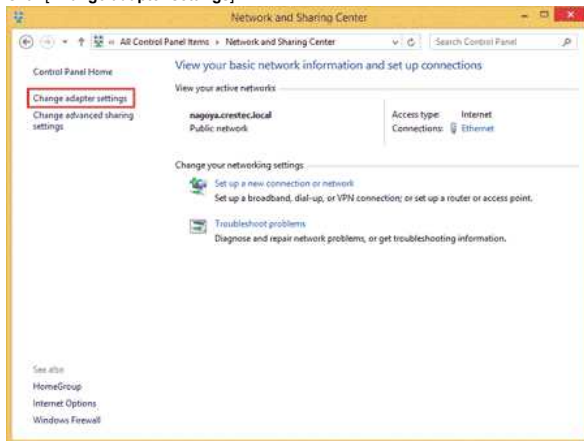 Network and Sharing Center
All Control Panel Items
Network and Sharing Center
Search Control Panel
Control Panel Home
Change adapter settings
Change advanced sharing
settings
View your basic network information and set up connections
View your active networks
nagoya.crestec.local
Public network
Access type: Internet
Connections: Ethernet
Change your networking settings
Set up a new connection or network
Set up a broadband, dial-up, or VPN connection; or set up a router or access point.
Troubleshoot problems
Diagnose and repair network problems, or get troubleshooting information.
See also
HomeGroup
Internet Options
Windows Firewall